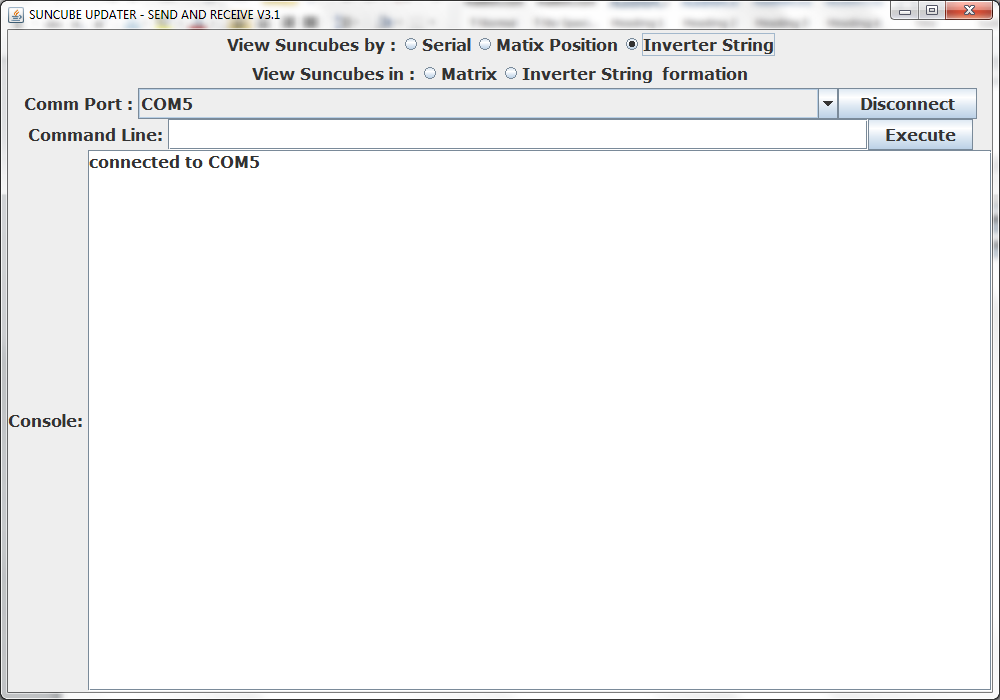 SUNCUBE UPDATER - SEND AND RECEIVE V3.1
View Suncubes by : Serial Matix Position Inverter String
View Suncubes in : Matrix Inverter String formation
Comm Port : COM5 Disconnect
Command Line: Execute
connected to COM5
Console: